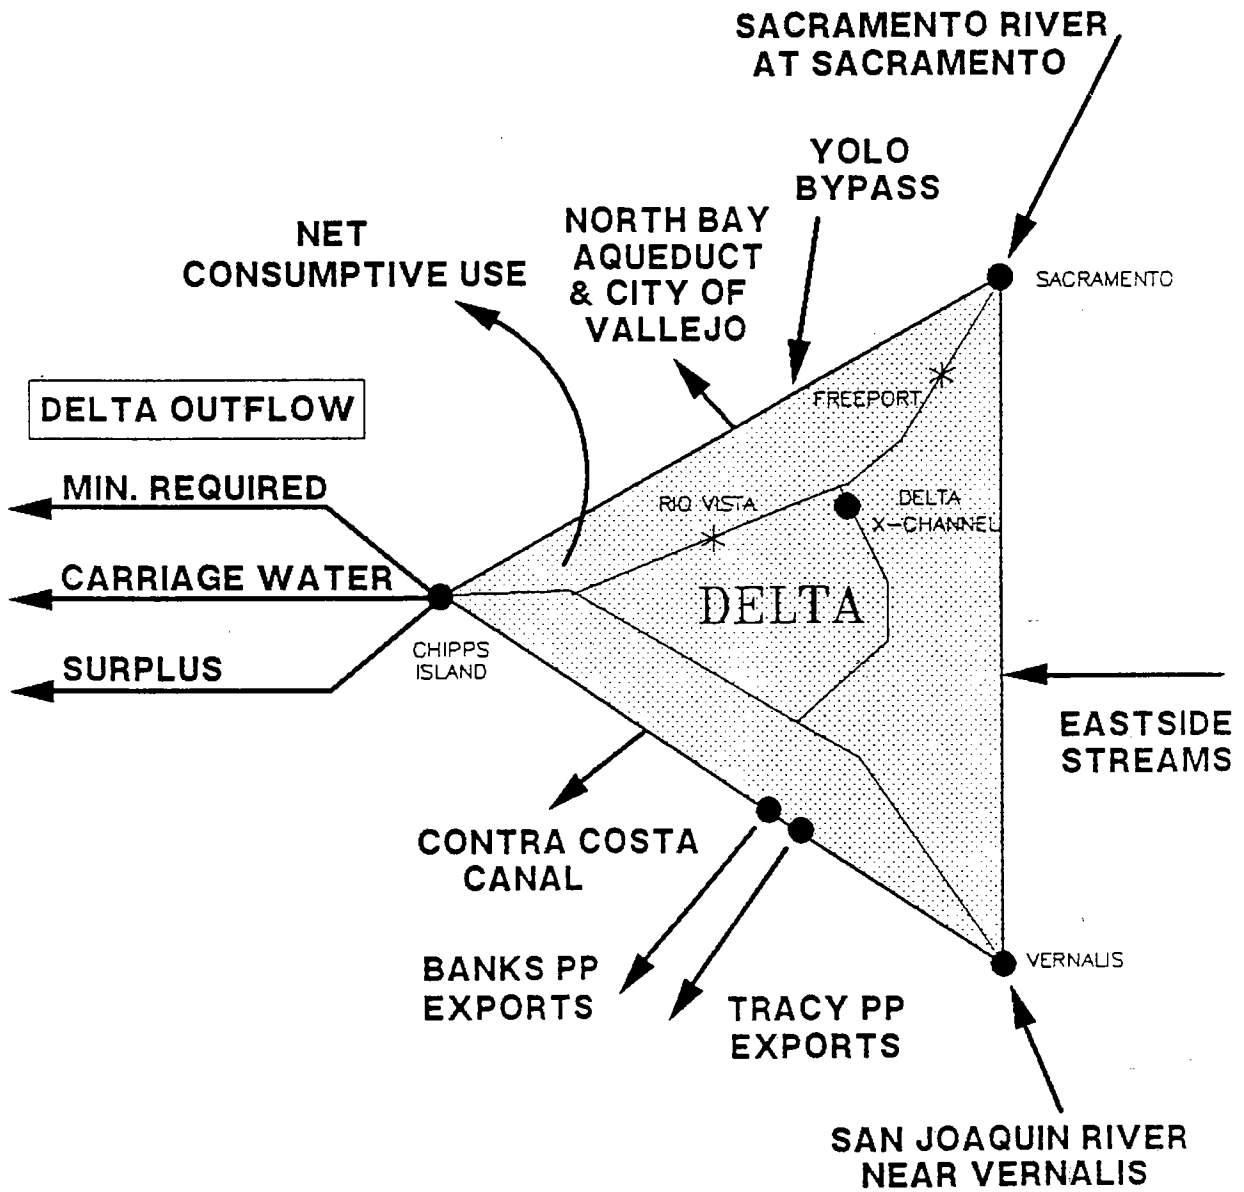 SACRAMENTO RIVER
AT SACRAMENTO
YOLO
BYPASS
NORTH BAY
AQUEDUCT
& CITY OF
VALLEJO
NET
CONSUMPTIVE USE
SACRAMENTO
DELTA OUTFLOW
FREEPORT
MIN. REQUIRED
RIO VISTA
DELTA
X-CHANNEL
CARRIAGE WATER
DELTA
CHIPPS
ISLAND
SURPLUS
EASTSIDE
STREAMS
CONTRA COSTA
CANAL
BANKS PP
EXPORTS
VERNALIS
TRACY PP
EXPORTS
SAN JOAQUIN RIVER
NEAR VERNALIS